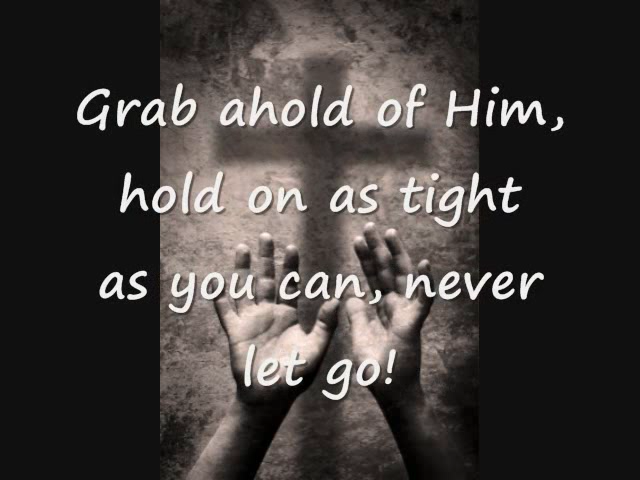 Grab ahold of Him,
hold on as tight
as you can, never
let go!